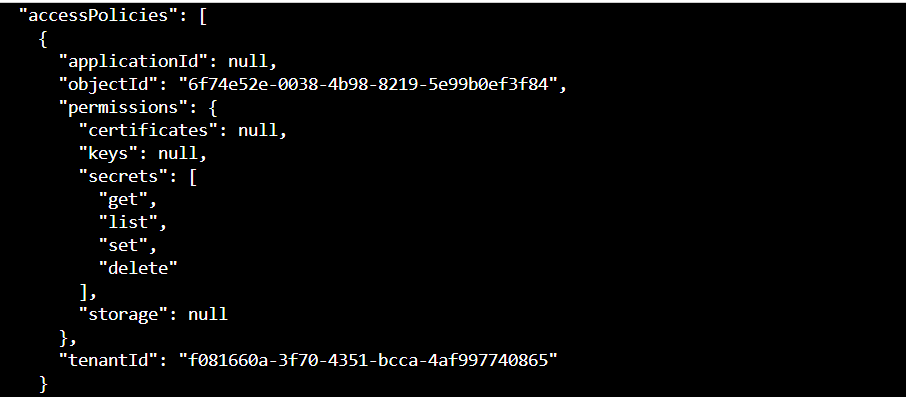 "accessPolicies": [
{
"applicationId": null,
"objectId": "6f74e52e-0038-4b98-8219-5e99b0ef3f84",
"permissions": {
"certificates": null,
"keys": null,
"secrets": [
"get",
"list",
"set",
"delete"
],
"storage": null
},
"tenantId": "f081660a-3f70-4351-bcca-4af997740865"
}